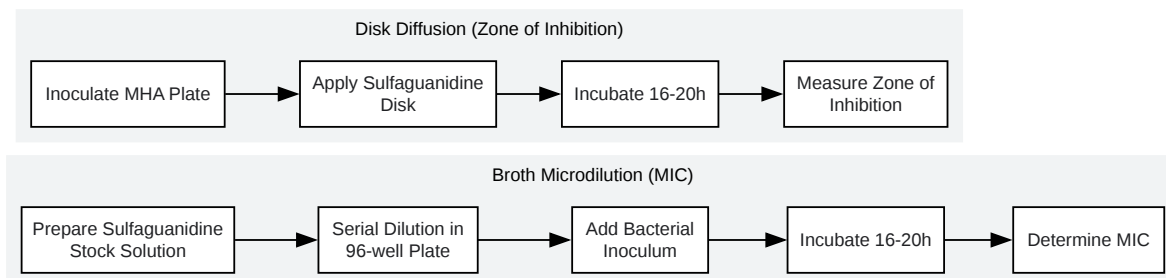 Disk Diffusion (Zone of Inhibition)
Inoculate MHA Plate
Apply Sulfaguanidine
Disk
Incubate 16-20h
Measure Zone of
Inhibition
Broth Microdilution (MIC)
Prepare Sulfaguanidine
Stock Solution
Serial Dilution in
96-well Plate
Add Bacterial
Inoculum
Incubate 16-20h
Determine MIC